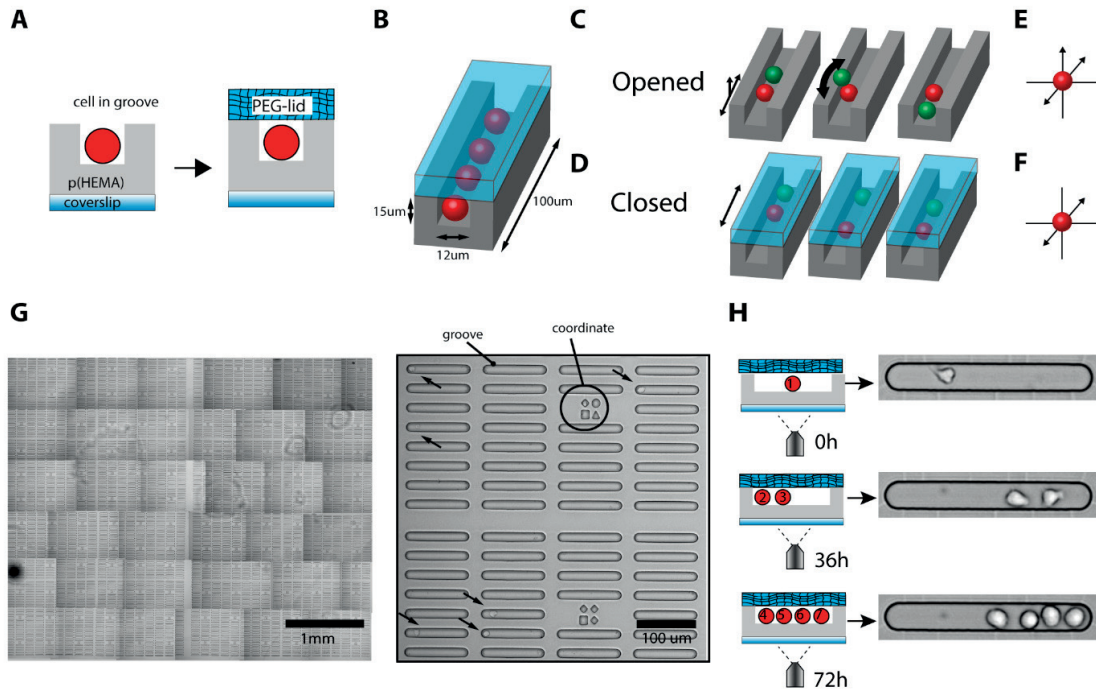 A
cell in groove
p(HEMA)
coverslip
PEG-lid
B
15um
12um
100um
C
Opened
D
Closed
E
F
G
1mm
groove
coordinate
100 um
H
1
0h
2 3
36h
4 5 6 7
72h